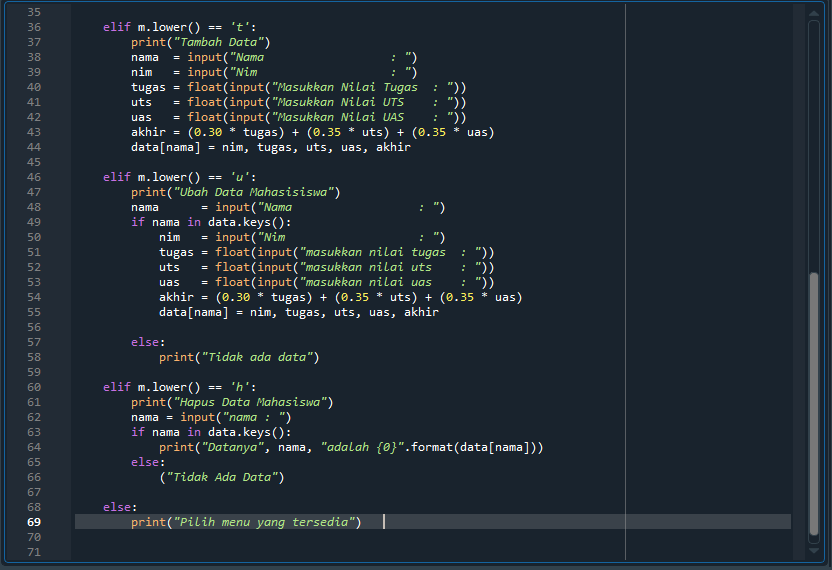 35
36     elif m.lower() == 't':
37         print("Tambah Data")
38         nama  = input("Nama                  : ")
39         nim   = input("Nim                   : ")
40         tugas = float(input("Masukkan Nilai Tugas  : "))
41         uts   = float(input("Masukkan Nilai UTS    : "))
42         uas   = float(input("Masukkan Nilai UAS    : "))
43         akhir = (0.30 * tugas) + (0.35 * uts) + (0.35 * uas)
44         data[nama] = nim, tugas, uts, uas, akhir
45
46     elif m.lower() == 'u':
47         print("Ubah Data Mahasisiswa")
48         nama      = input("Nama                  : ")
49         if nama in data.keys():
50             nim   = input("Nim                   : ")
51             tugas = float(input("masukkan nilai tugas  : "))
52             uts   = float(input("masukkan nilai uts    : "))
53             uas   = float(input("masukkan nilai uas    : "))
54             akhir = (0.30 * tugas) + (0.35 * uts) + (0.35 * uas)
55             data[nama] = nim, tugas, uts, uas, akhir
56
57         else:
58             print("Tidak ada data")
59
60     elif m.lower() == 'h':
61         print("Hapus Data Mahasiswa")
62         nama = input("nama : ")
63         if nama in data.keys():
64             print("Datanya", nama, "adalah {0}".format(data[nama]))
65         else:
66             ("Tidak Ada Data")
67
68     else:
69         print("Pilih menu yang tersedia")
70
71